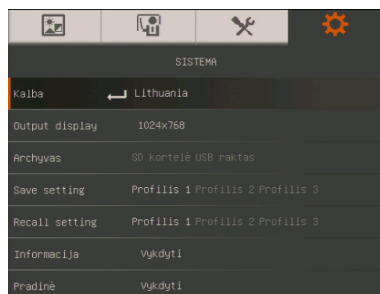 SISTEMA
Kalba Lithuania
Output display 1024x768
Archyvas SD kortelė USB raktas
Save setting Profilis 1 Profilis 2 Profilis 3
Recall setting Profilis 1 Profilis 2 Profilis 3
Informacija Vykdyti
Pradinė Vykdyti